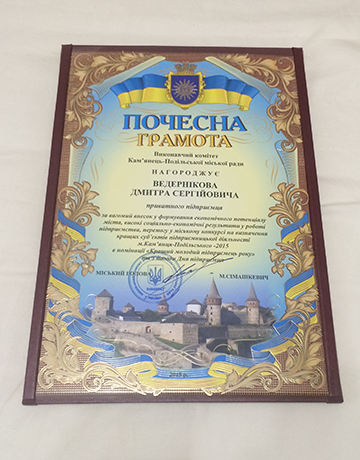 ПОЧЕСНА
ГРАМОТА
Виконавчий комітет
Кам'янець-Подільської міської ради
НАГОРОДЖУЄ
ВЕДЕРНІКОВА
ДМИТРА СЕРГІЙОВИЧА
приватного підприємця
за вагомий внесок у формування економічного потенціалу
міста, високі соціально-економічні результати у роботі
підприємства, перемогу у міському конкурсі на визначення
кращих суб'єктів підприємницької діяльності
м.Кам'янця-Подільського -2015
в номінації «Кращий молодий підприємець року»
та з нагоди Дня підприємця
МІСЬКИЙ ГОЛОВА М.СІМАШКЕВИЧ
2015 р.